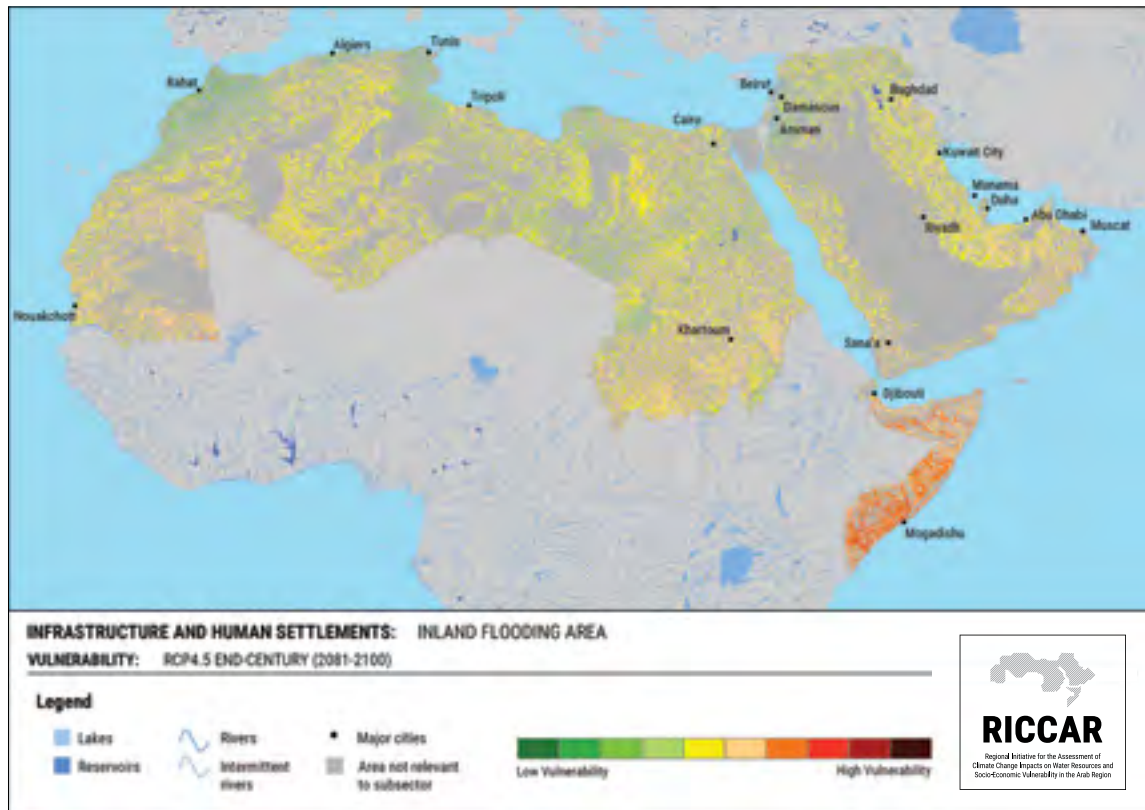 Algiers
Tunis
Rabat
Tripoli
Beirut
Baghdad
Damascus
Amman
Cairo
Kuwait City
Manama
Doha
Abu Dhabi
Muscat
Riyadh
Nouakchott
Khartoum
Sana'a
Djibouti
Mogadishu
INFRASTRUCTURE AND HUMAN SETTLEMENTS: INLAND FLOODING AREA
VULNERABILITY: RCP4.5 END-CENTURY (2081-2100)
Legend
Lakes
Rivers
Major cities
Reservoirs
Intermittent
rivers
Area not relevant
to subsector
Low Vulnerability
High Vulnerability
RICCAR
Regional Initiative for the Assessment of
Climate Change Impacts on Water Resources and
Socio-Economic Vulnerability in the Arab Region